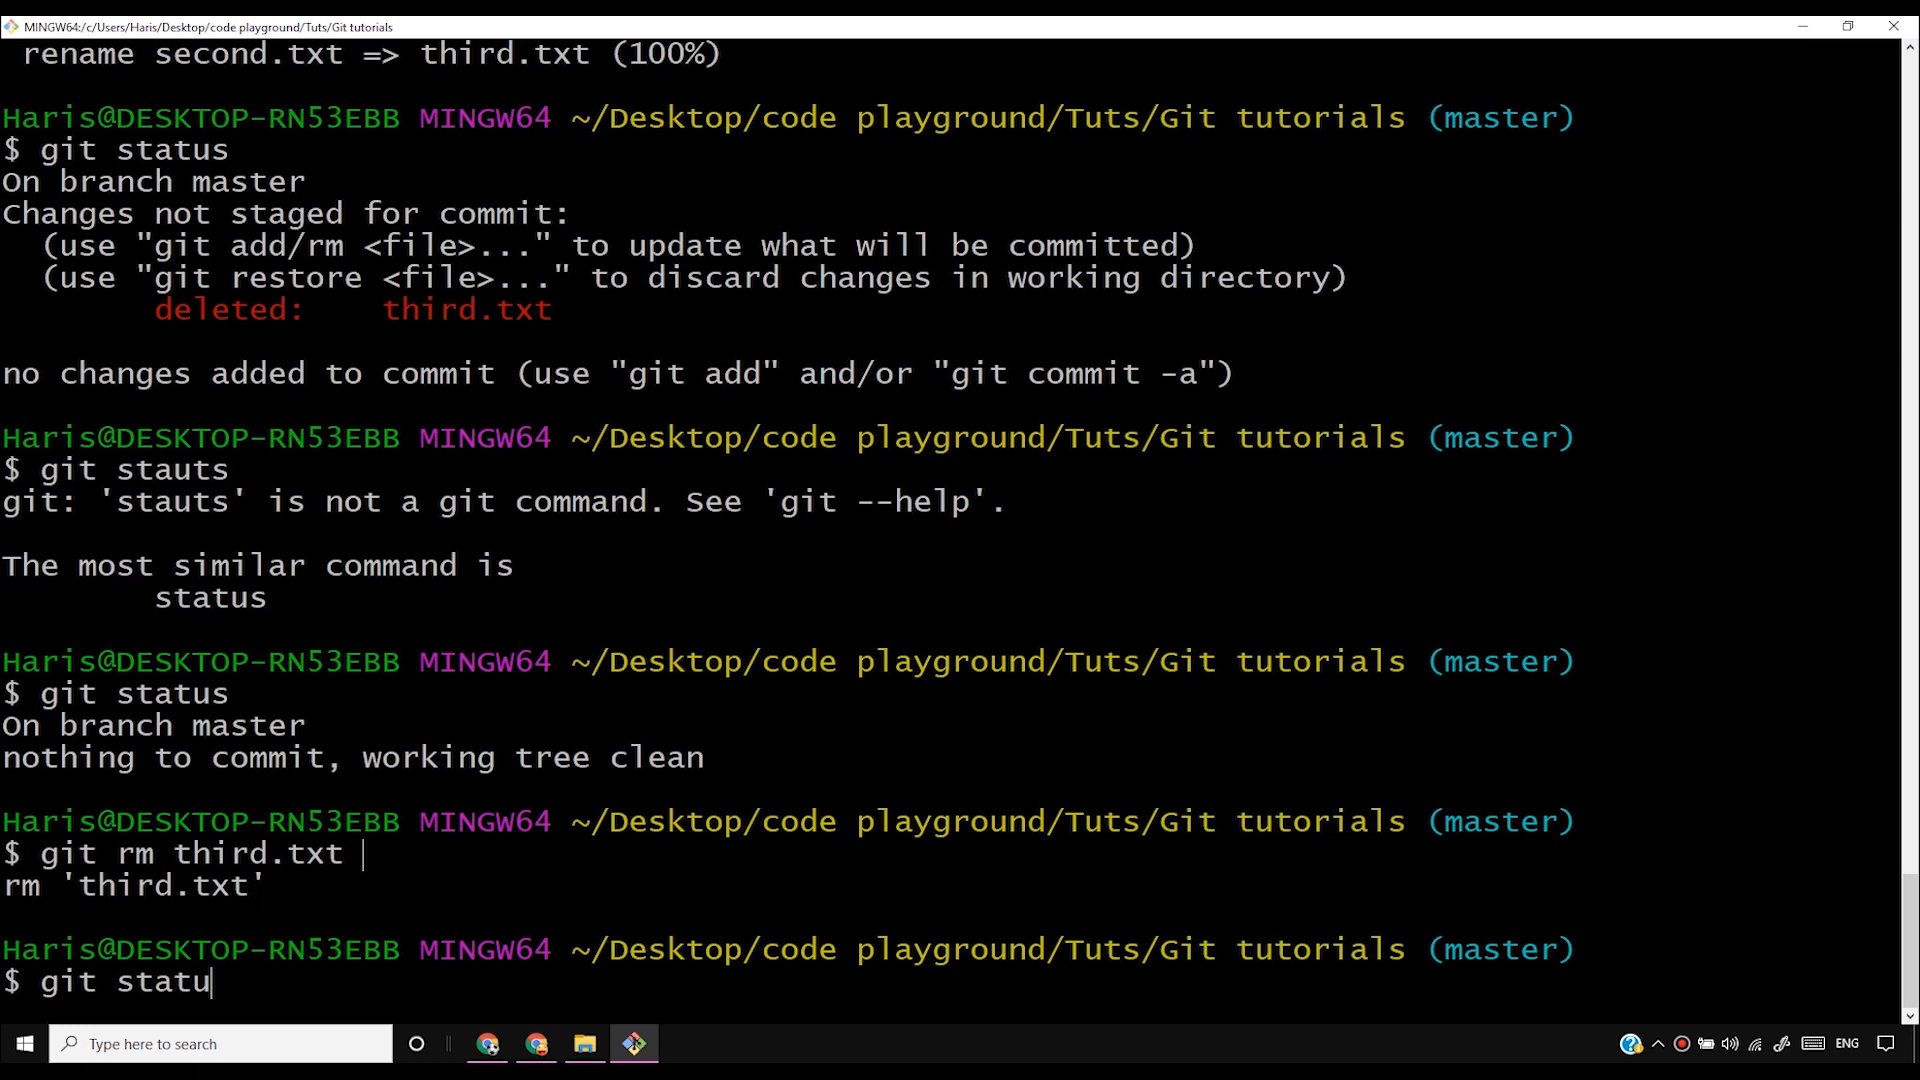 MINGW64:/c/Users/Haris/Desktop/code playground/Tuts/Git tutorials
rename second.txt => third.txt (100%)
Haris@DESKTOP-RN53EBB MINGW64 ~/Desktop/code playground/Tuts/Git tutorials (master)
$ git status
On branch master
Changes not staged for commit:
(use "git add/rm <file>..." to update what will be committed)
(use "git restore <file>..." to discard changes in working directory)
deleted: third.txt
no changes added to commit (use "git add" and/or "git commit -a")
Haris@DESKTOP-RN53EBB MINGW64 ~/Desktop/code playground/Tuts/Git tutorials (master)
$ git stauts
git: 'stauts' is not a git command. See 'git --help'.
The most similar command is
status
Haris@DESKTOP-RN53EBB MINGW64 ~/Desktop/code playground/Tuts/Git tutorials (master)
$ git status
On branch master
nothing to commit, working tree clean
Haris@DESKTOP-RN53EBB MINGW64 ~/Desktop/code playground/Tuts/Git tutorials (master)
$ git rm third.txt
rm 'third.txt'
Haris@DESKTOP-RN53EBB MINGW64 ~/Desktop/code playground/Tuts/Git tutorials (master)
$ git statu
Type here to search
ENG